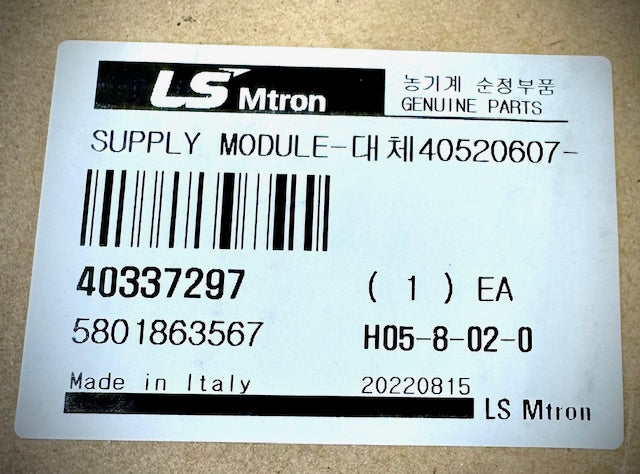 LS Mtron
농기계 순정부품
GENUINE PARTS
SUPPLY MODULE-대체40520607-
40337297 ( 1 ) EA
5801863567 H05-8-02-0
Made in Italy 20220815
LS Mtron